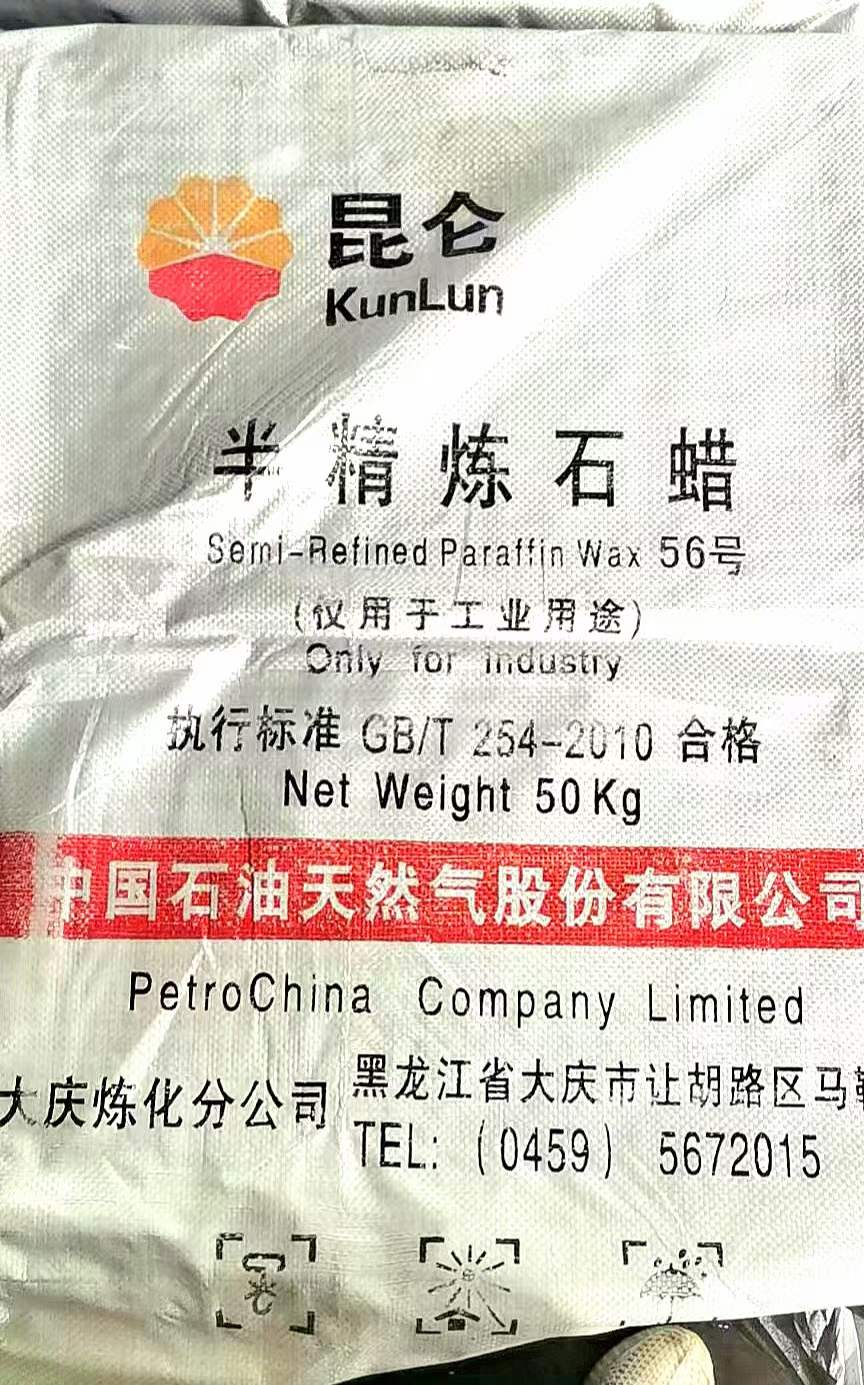 昆仑
KunLun
半精炼石蜡
Semi-Refined Paraffin Wax 56号
(仅用于工业用途)
Only for industry
执行标准 GB/T 254-2010 合格
Net Weight 50Kg
中国石油天然气股份有限公司
PetroChina Company Limited
大庆炼化分公司
黑龙江省大庆市让胡路区马
TEL: (0459) 5672015